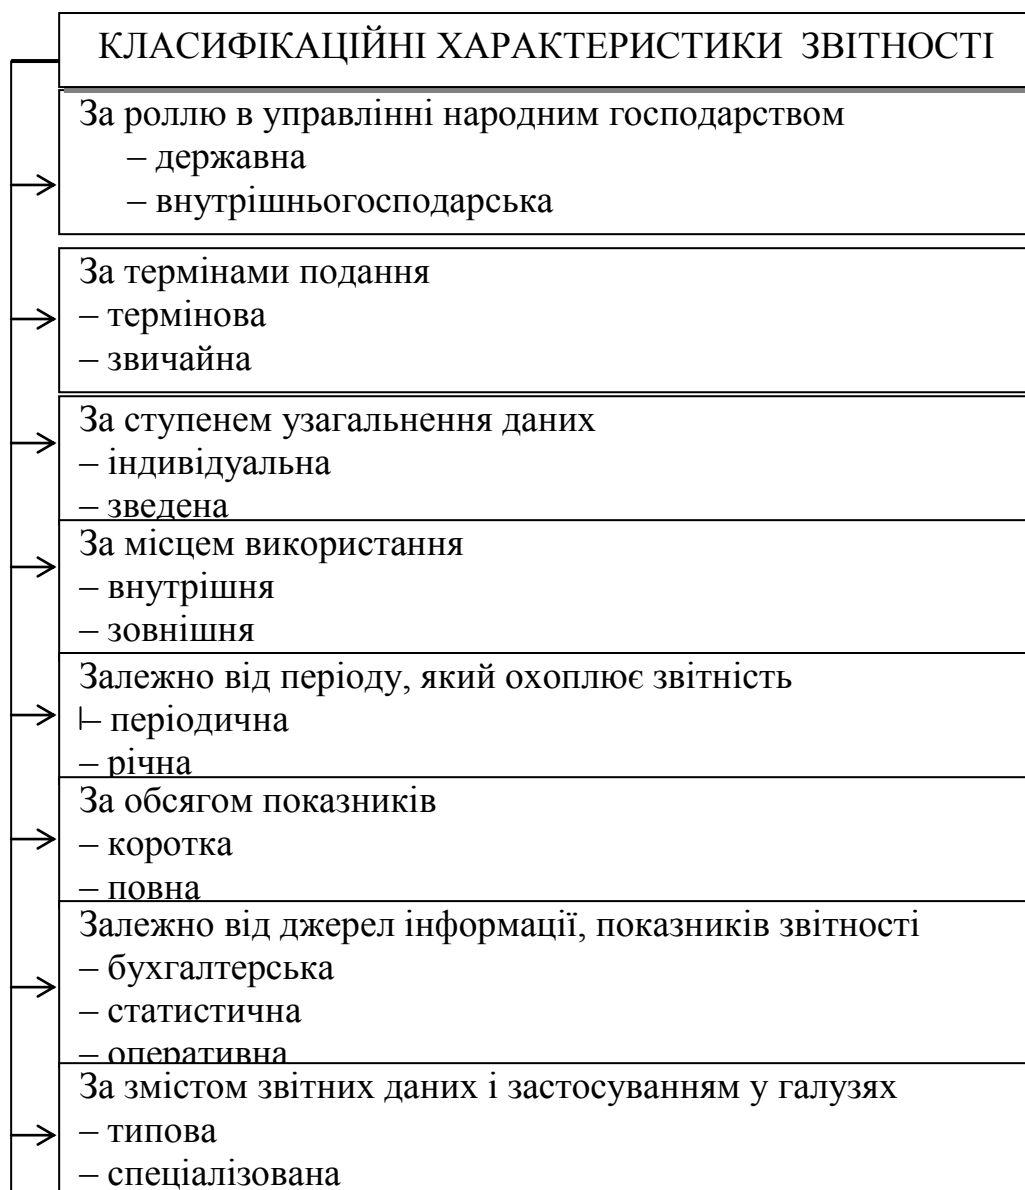 КЛАСИФІКАЦІЙНІ ХАРАКТЕРИСТИКИ ЗВІТНОСТІ
За роллю в управлінні народним господарством
– державна
– внутрішньогосподарська
За термінами подання
– термінова
– звичайна
За ступенем узагальнення даних
– індивідуальна
– зведена
За місцем використання
– внутрішня
– зовнішня
Залежно від періоду, який охоплює звітність
– періодична
– річна
За обсягом показників
– коротка
– повна
Залежно від джерел інформації, показників звітності
– бухгалтерська
– статистична
– оперативна
За змістом звітних даних і застосуванням у галузях
– типова
– спеціалізована